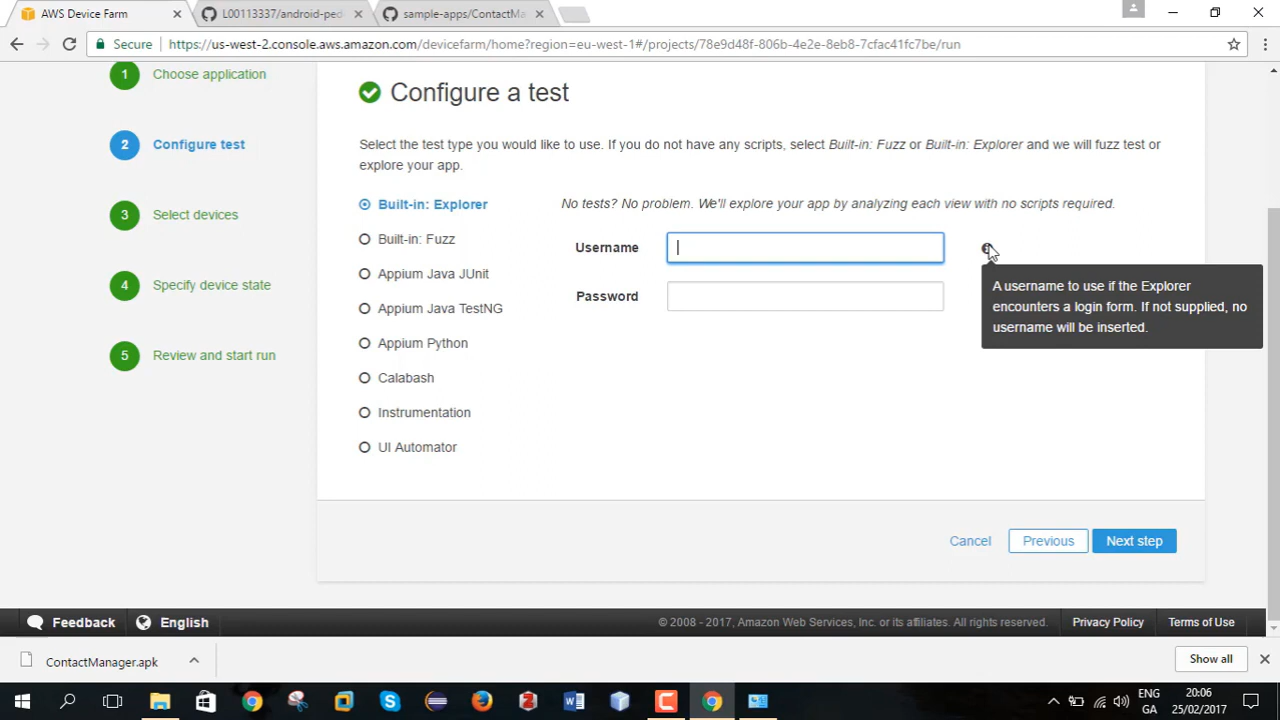 AWS Device Farm
L00113337/android-ped
sample-apps/ContactMa
Secure
https://us-west-2.console.aws.amazon.com/devicefarm/home?region=eu-west-1#/projects/78e9d48f-806b-4e2e-8eb8-7cfac41fc7be/run
1 Choose application
2 Configure test
3 Select devices
4 Specify device state
5 Review and start run
Configure a test
Select the test type you would like to use. If you do not have any scripts, select Built-in: Fuzz or Built-in: Explorer and we will fuzz test or
explore your app.
Built-in: Explorer
Built-in: Fuzz
Appium Java JUnit
Appium Java TestNG
Appium Python
Calabash
Instrumentation
UI Automator
No tests? No problem. We'll explore your app by analyzing each view with no scripts required.
Username
Password
A username to use if the Explorer
encounters a login form. If not supplied, no
username will be inserted.
Cancel
Previous
Next step
Feedback
English
© 2008 - 2017, Amazon Web Services, Inc. or its affiliates. All rights reserved.
Privacy Policy
Terms of Use
ContactManager.apk
Show all
ENG
GA
20:06
25/02/2017